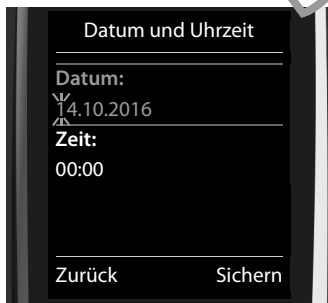 Datum und Uhrzeit
Datum:
14.10.2016
Zeit:
00:00
Zurück Sichern